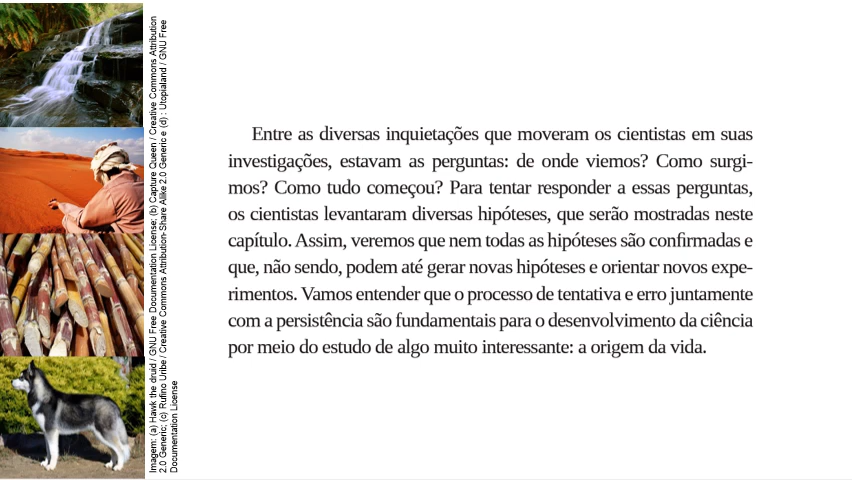 Imagem: (a) Hawk the druid / GNU Free Documentation License; (b) Capture Queen / Creative Commons Attribution
2.0 Generic; (c) Rufino Uribe / Creative Commons Attribution-Share Alike 2.0 Generic e (d) : Utopialand / GNU Free
Documentation License
Entre as diversas inquietações que moveram os cientistas em suas
investigações, estavam as perguntas: de onde viemos? Como surgi-
mos? Como tudo começou? Para tentar responder a essas perguntas,
os cientistas levantaram diversas hipóteses, que serão mostradas neste
capítulo. Assim, veremos que nem todas as hipóteses são confirmadas e
que, não sendo, podem até gerar novas hipóteses e orientar novos expe-
rimentos. Vamos entender que o processo de tentativa e erro juntamente
com a persistência são fundamentais para o desenvolvimento da ciência
por meio do estudo de algo muito interessante: a origem da vida.